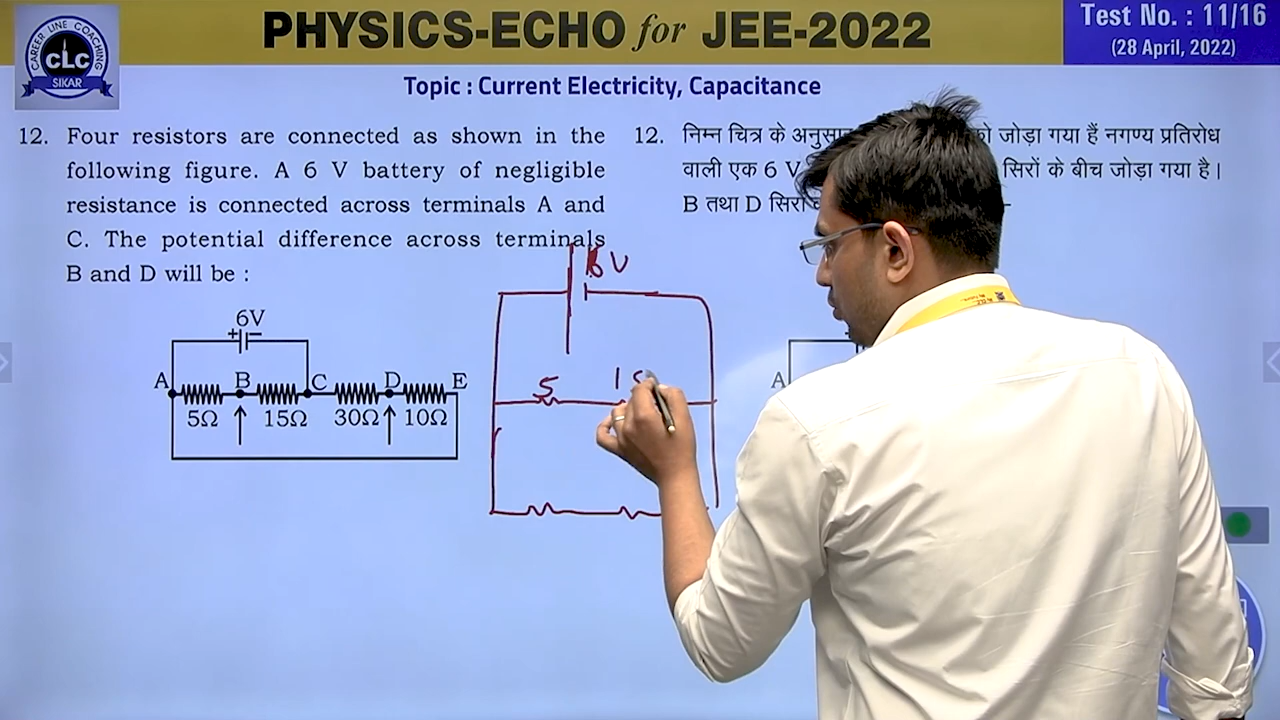 PHYSICS-ECHO for JEE-2022
Test No. : 11/16
(28 April, 2022)
CAREER LINE COACHING
CLC
SIKAR
Topic : Current Electricity, Capacitance
12. Four resistors are connected as shown in the
following figure. A 6 V battery of negligible
resistance is connected across terminals A and
C. The potential difference across terminals
B and D will be :
12. निम्न चित्र के को जोड़ा गया हैं नगण्य प्रतिरोध
वाली एक 6 V सिरों के बीच जोड़ा गया है।
B तथा D
6V
+ −
A B C D E
5Ω 15Ω 30Ω 10Ω
6 V
5
A